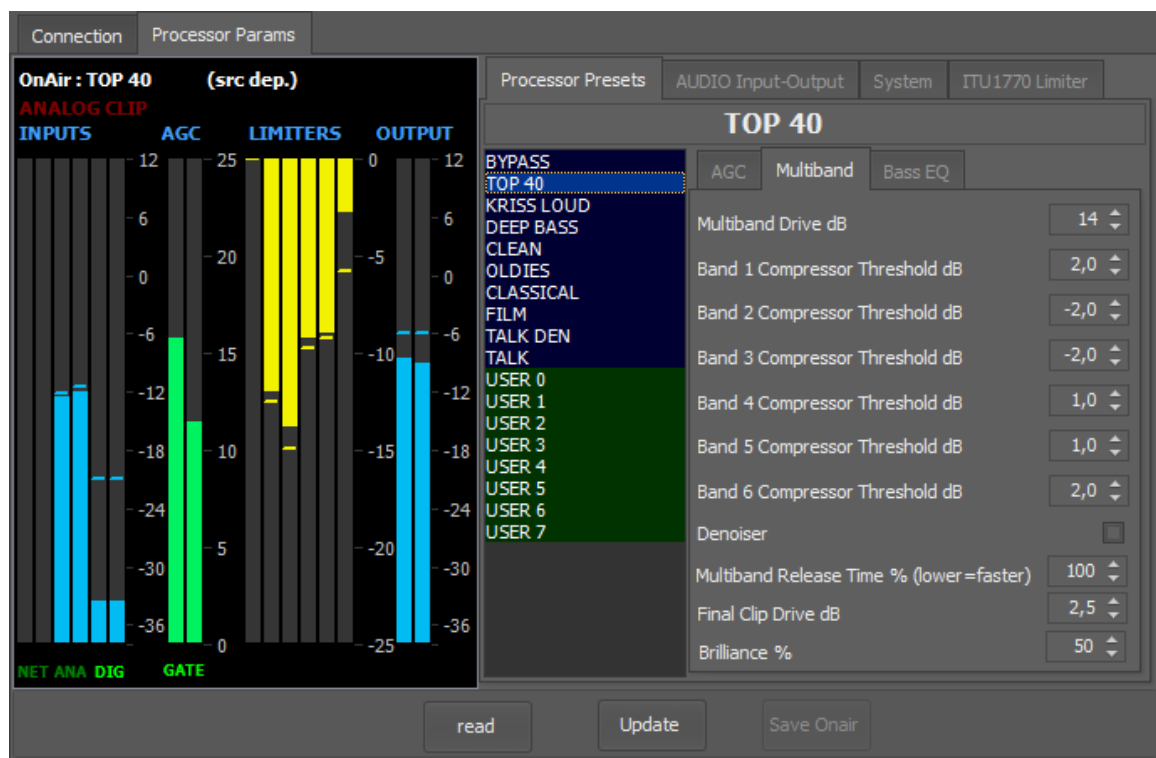 Connection Processor Params
OnAir : TOP 40 (src dep.)
ANALOG CLIP
INPUTS AGC LIMITERS OUTPUT
12 25 0 12
6 20 -5 6
0 15 -10 0
-6 10 -15 -6
-12 5 -20 -12
-18 0 -25 -18
-24 -24
-30 -30
-36 -36
NET ANA DIG GATE
Processor Presets AUDIO Input-Output System ITU1770 Limiter
TOP 40
BYPASS
TOP 40
KRISS LOUD
DEEP BASS
CLEAN
OLDIES
CLASSICAL
FILM
TALK DEN
TALK
USER 0
USER 1
USER 2
USER 3
USER 4
USER 5
USER 6
USER 7
AGC Multiband Bass EQ
Multiband Drive dB 14
Band 1 Compressor Threshold dB 2,0
Band 2 Compressor Threshold dB -2,0
Band 3 Compressor Threshold dB -2,0
Band 4 Compressor Threshold dB 1,0
Band 5 Compressor Threshold dB 1,0
Band 6 Compressor Threshold dB 2,0
Denoiser
Multiband Release Time % (lower=faster) 100
Final Clip Drive dB 2,5
Brilliance % 50
read Update Save Onair